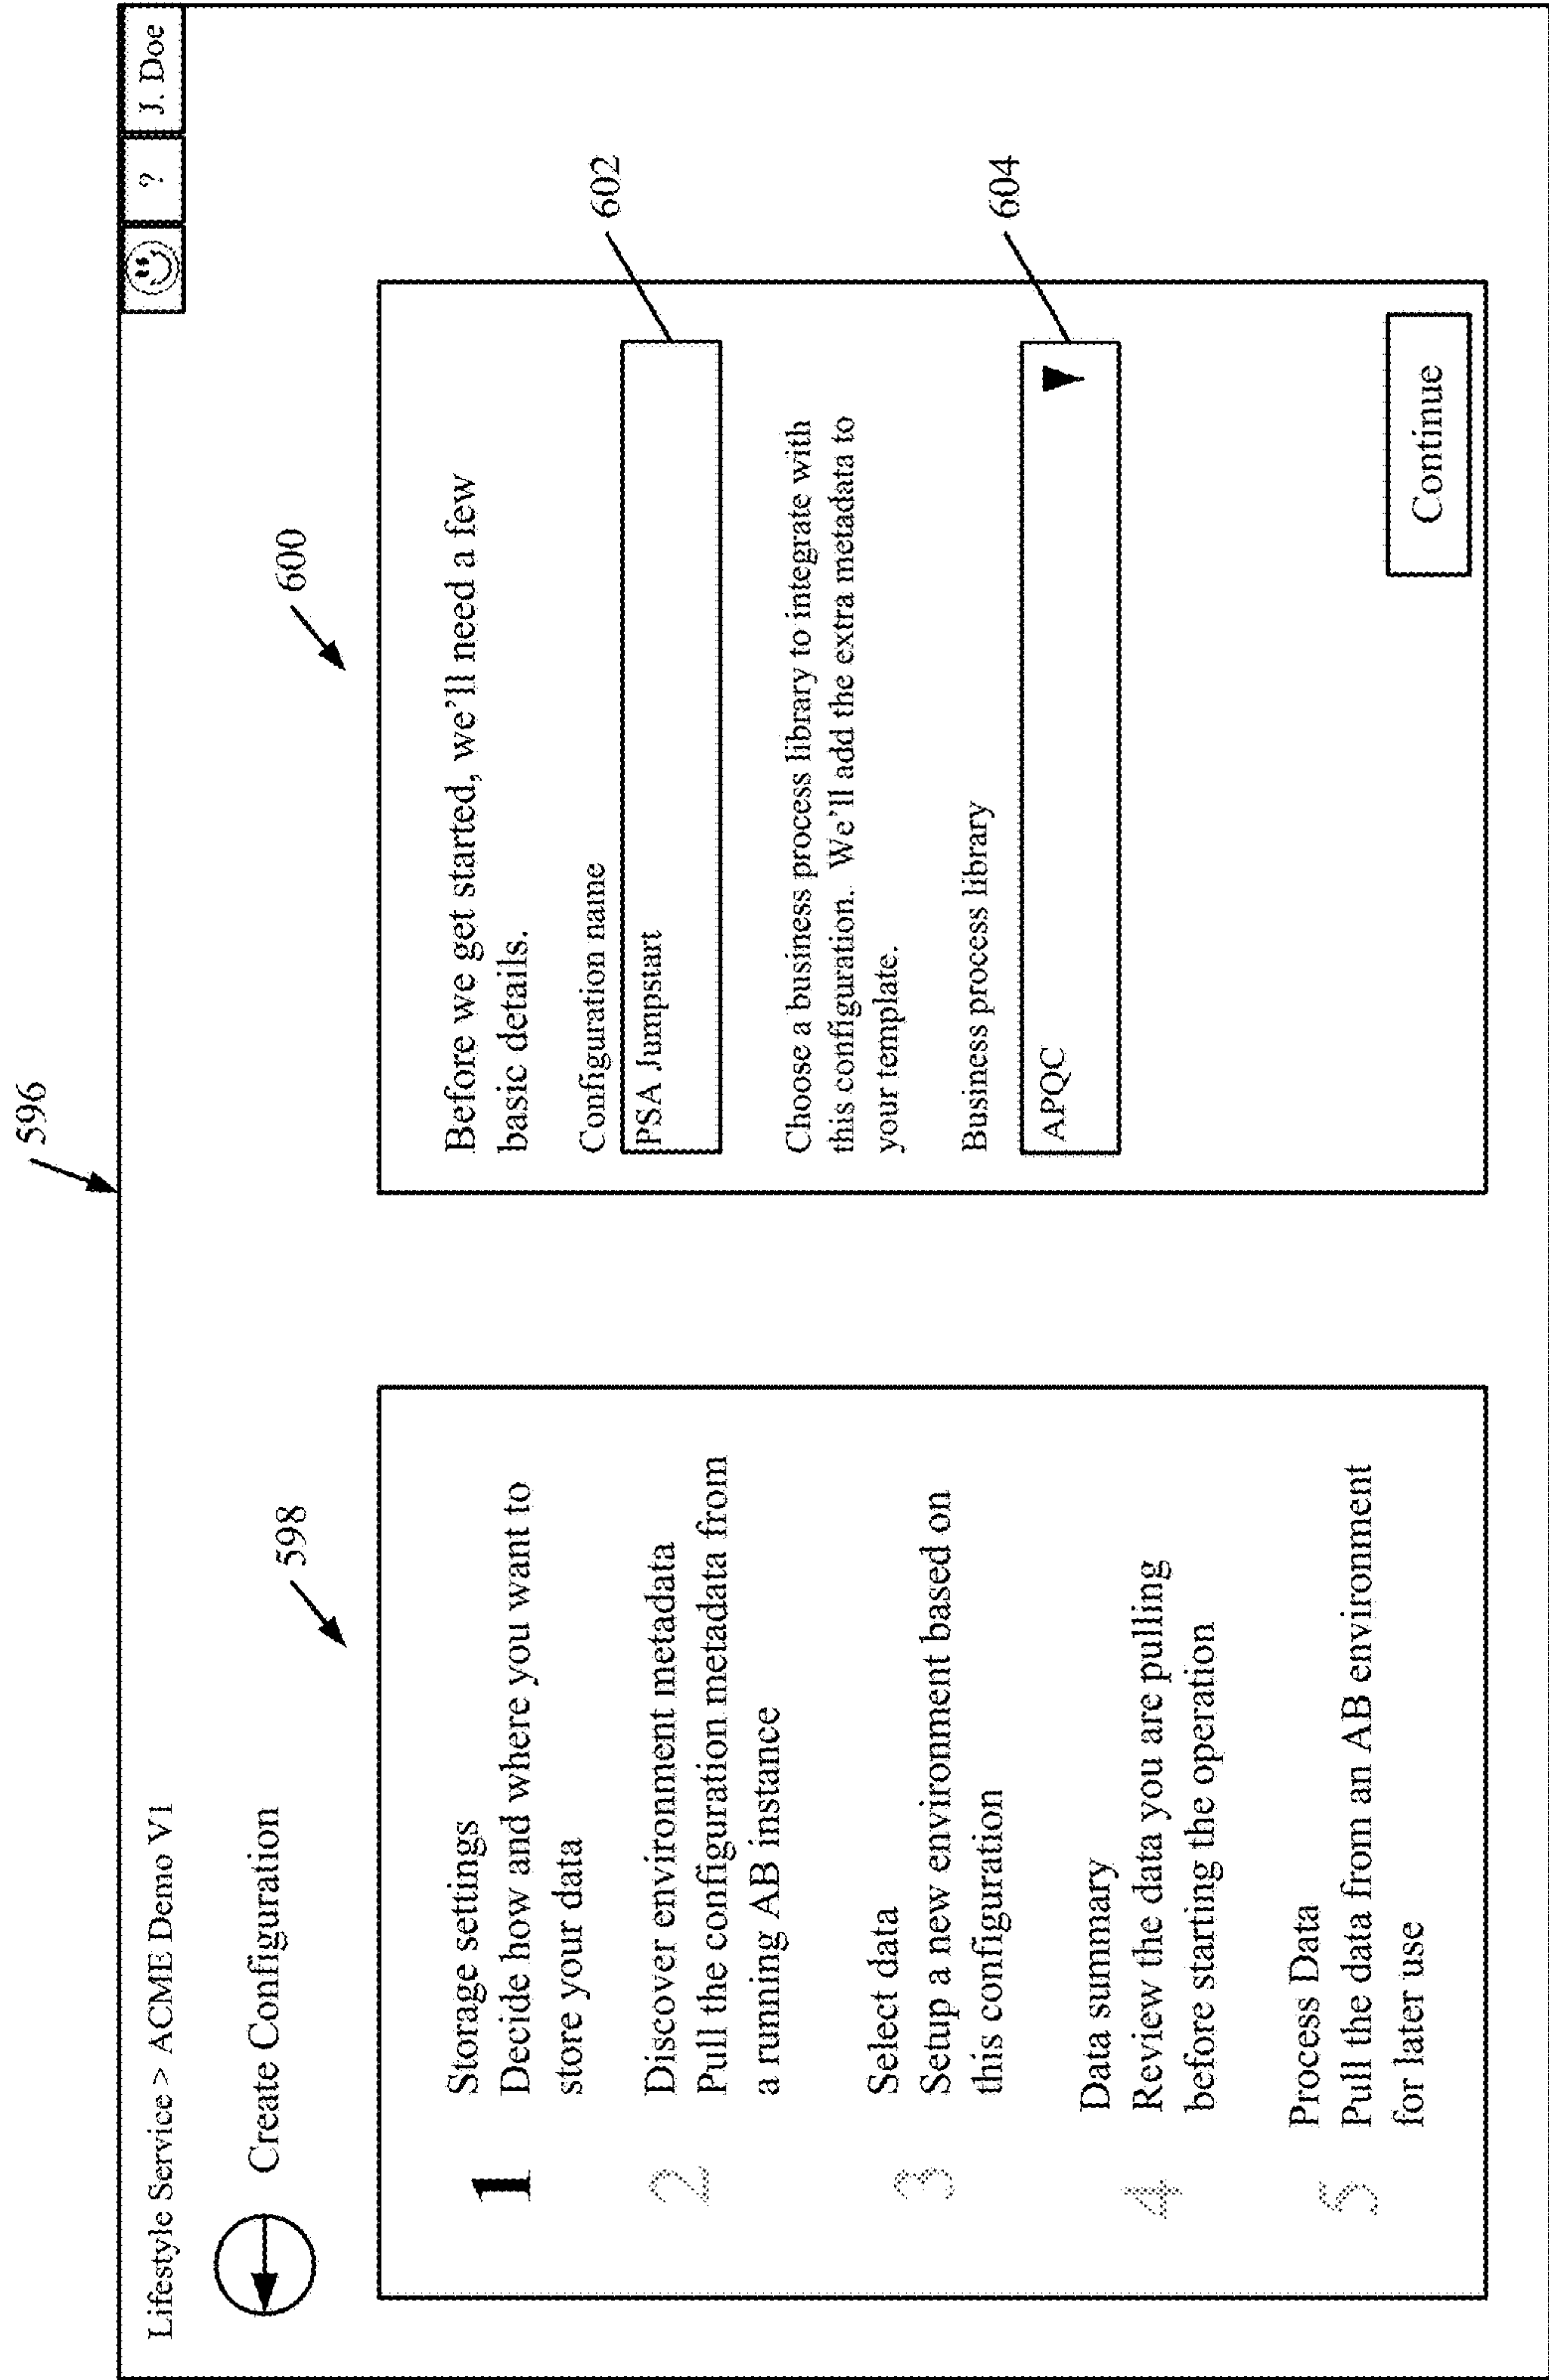 596
Lifestyle Service > ACME Demo V1
? J. Doe
Create Configuration
598
1 Storage settings
Decide how and where you want to
store your data
2 Discover environment metadata
Pull the configuration metadata from
a running AB instance
3 Select data
Setup a new environment based on
this configuration
4 Data summary
Review the data you are pulling
before starting the operation
5 Process Data
Pull the data from an AB environment
for later use
600
Before we get started, we'll need a few
basic details.
Configuration name
602
PSA Jumpstart
Choose a business process library to integrate with
this configuration. We'll add the extra metadata to
your template.
Business process library
604
APQC
Continue